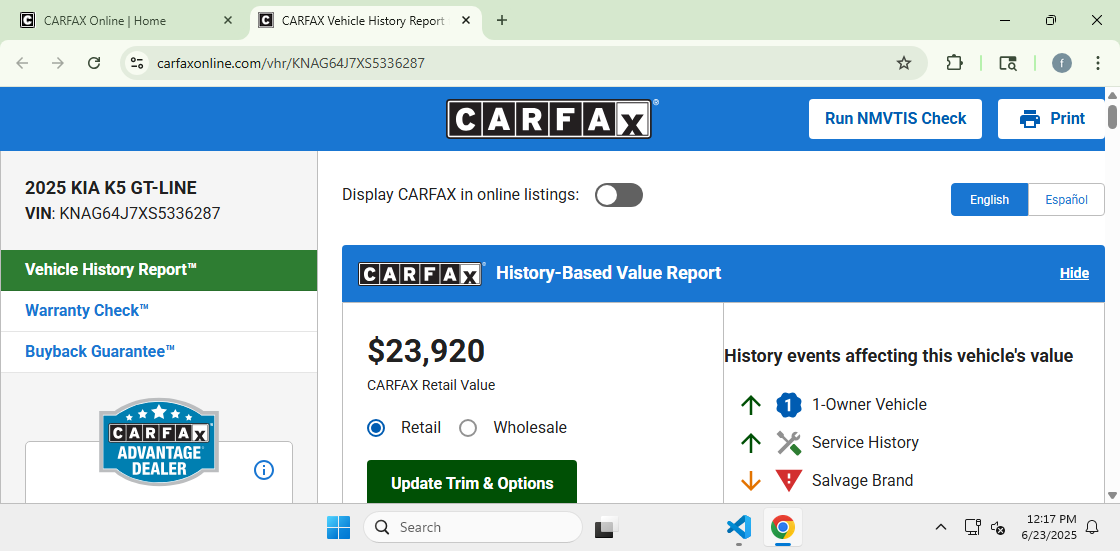 CARFAX Online | Home
CARFAX Vehicle History Report
carfaxonline.com/vhr/KNAG64J7XS5336287
f
CARFAX®
Run NMVTIS Check
Print
2025 KIA K5 GT-LINE
VIN: KNAG64J7XS5336287
Display CARFAX in online listings:
English
Español
Vehicle History Report™
Warranty Check™
Buyback Guarantee™
CARFAX
ADVANTAGE
DEALER
CARFAX® History-Based Value Report
Hide
$23,920
CARFAX Retail Value
Retail
Wholesale
Update Trim & Options
History events affecting this vehicle's value
1
1-Owner Vehicle
Service History
Salvage Brand
Search
12:17 PM
6/23/2025